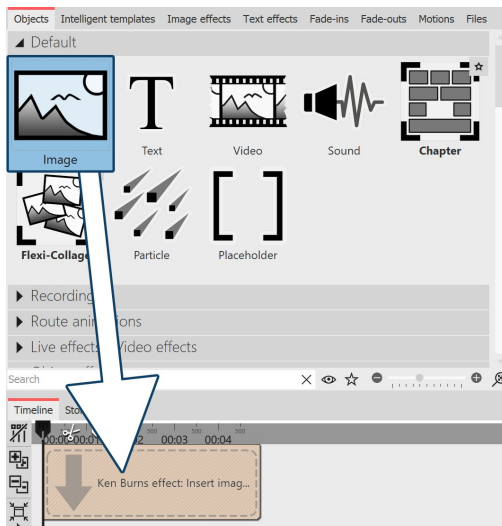 Objects Intelligent templates Image effects Text effects Fade-ins Fade-outs Motions Files
Default
Image Text Video Sound Chapter
Flexi-Collage Particle Placeholder
Recording
Route
Live effects Video effects
Search
Timeline
00:03 00:04
Ken Burns effect: Insert imag...